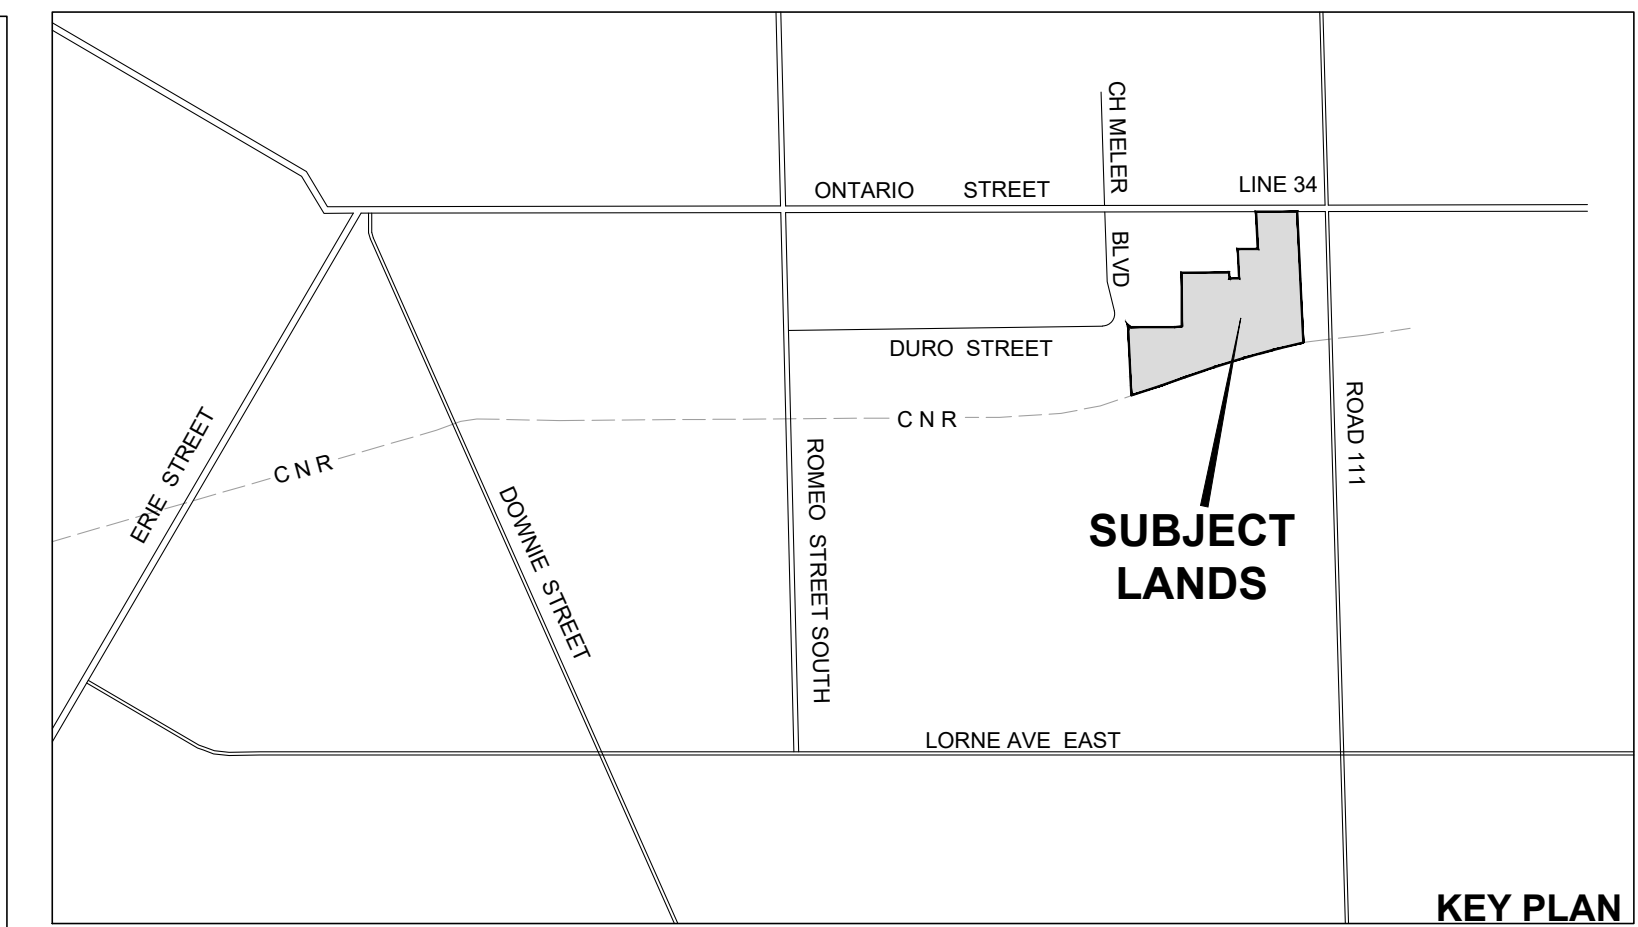 CH MELER BLVD
ONTARIO STREET
LINE 34
DURO STREET
C N R
C N R
ERIE STREET
DOWNIE STREET
ROMEO STREET SOUTH
ROAD 111
SUBJECT
LANDS
LORNE AVE EAST
KEY PLAN